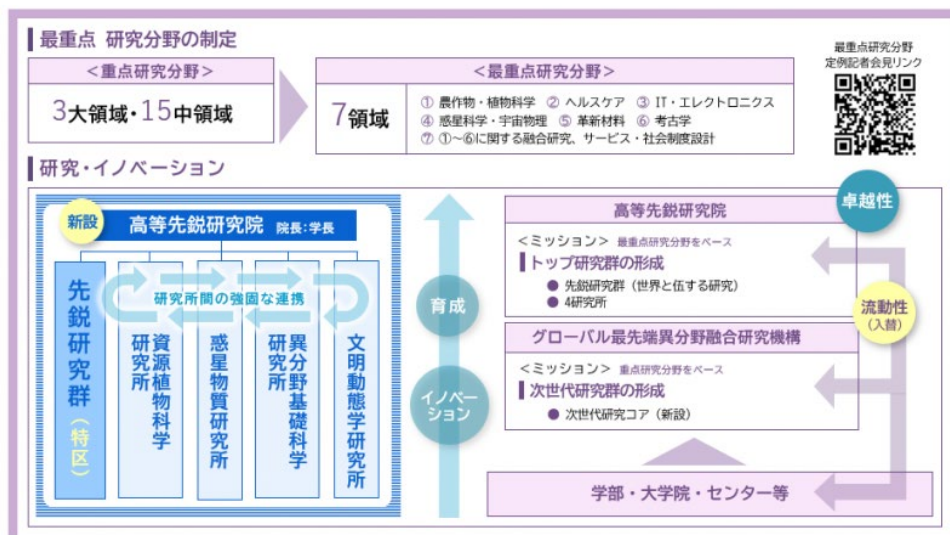 最重点 研究分野の制定
＜重点研究分野＞
3大領域・15中領域
＜最重点研究分野＞
7領域
① 農作物・植物科学 ② ヘルスケア ③ IT・エレクトロニクス
④ 惑星科学・宇宙物理 ⑤ 革新材料 ⑥ 考古学
⑦ ①～⑥に関する融合研究、サービス・社会制度設計
最重点研究分野
定例記者会見リンク
研究・イノベーション
新設
高等先鋭研究院 院長：学長
研究所間の強固な連携
先鋭研究群（特区）
資源植物科学
研究所
惑星物質研究所
異分野基礎科学
研究所
文明動態学研究所
育成
イノベー
ション
卓越性
高等先鋭研究院
＜ミッション＞ 最重点研究分野をベース
トップ研究群の形成
● 先鋭研究群（世界と伍する研究）
● 4研究所
流動性
（入替）
グローバル最先端異分野融合研究機構
＜ミッション＞ 重点研究分野をベース
次世代研究群の形成
● 次世代研究コア（新設）
学部・大学院・センター等